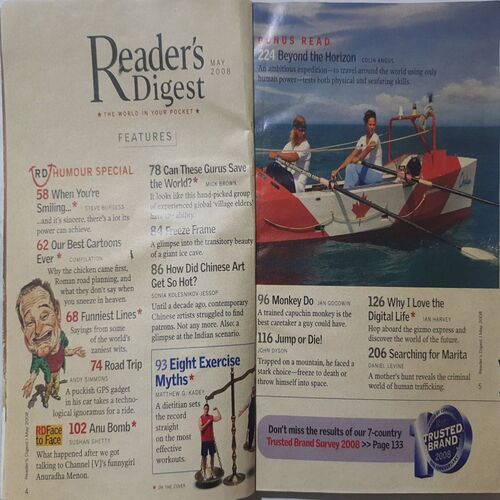 Reader's
Digest
MAY
2008
★ THE WORLD IN YOUR POCKET ★
FEATURES
RD HUMOUR SPECIAL
58 When You're
Smiling...* STEVE BURGESS
...and it's sincere, there's a lot its
power can achieve.
62 Our Best Cartoons
Ever * COMPILATION
Why the chicken came first,
Roman road planning, and
what they don't say when
you sneeze in heaven.
68 Funniest Lines*
Sayings from some
of the world's
zaniest wits.
74 Road Trip
ANDY SIMMONS
A puckish GPS gadget
in his car takes a techno-
logical ignoramus for a ride.
RD Face
to Face
102 Anu Bomb*
SUSHAN SHETTY
What happened after we got
talking to Channel [V]'s funnygirl
Anuradha Menon.
4
Reader's Digest | May 2008
78 Can These Gurus Save
the World?* MICK BROWN
It looks like this hand-picked group
of experienced global village elders
have the ability.
84 Freeze Frame
A glimpse into the transitory beauty
of a giant ice cave.
86 How Did Chinese Art
Get So Hot?
SONIA KOLESNIKOV-JESSOP
Until a decade ago, contemporary
Chinese artists struggled to find
patrons. Not any more. Also: a
glimpse at the Indian scenario.
93 Eight Exercise
Myths*
MATTHEW G. KADEY
A dietitian sets
the record
straight
on the most
effective
workouts.
* ON THE COVER
BONUS READ
224 Beyond the Horizon COLIN ANGUS
An ambitious expedition—to travel around the world using only
human power—tests both physical and seafaring skills.
96 Monkey Do JAN GOODWIN
A trained capuchin monkey is the
best caretaker a guy could have.
116 Jump or Die!
JOHN DYSON
Trapped on a mountain, he faced a
stark choice—freeze to death or
throw himself into space.
126 Why I Love the
Digital Life* IAN HARVEY
Hop aboard the gizmo express and
discover the world of the future.
206 Searching for Marita
DANIEL LEVINE
A mother's hunt reveals the criminal
world of human trafficking.
Reader's Digest | May 2008
5
Don't miss the results of our 7-country
Trusted Brand Survey 2008 >> Page 133
TRUSTED
BRAND
2008